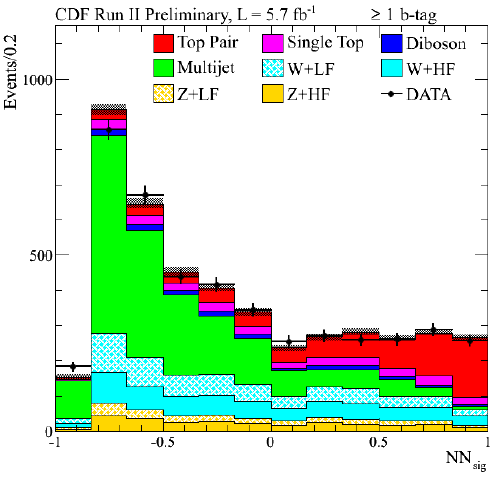 CDF Run II Preliminary, L = 5.7 fb⁻¹ ≥ 1 b-tag
Events/0.2
Top Pair Single Top Diboson
Multijet W+LF W+HF
Z+LF Z+HF DATA
1000
500
0
-1 -0.5 0 0.5 1
NNsig